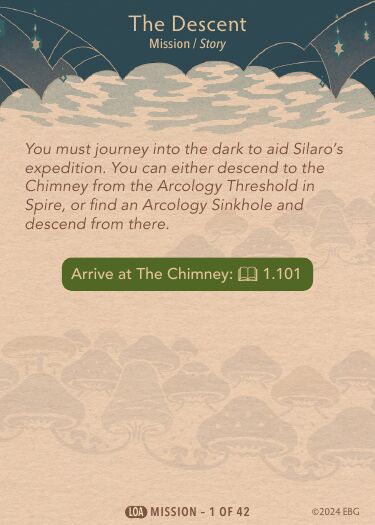 The Descent
Mission / Story
You must journey into the dark to aid Silaro's
expedition. You can either descend to the
Chimney from the Arcology Threshold in
Spire, or find an Arcology Sinkhole and
descend from there.
Arrive at The Chimney: 1.101
LOA MISSION – 1 OF 42
©2024 EBG